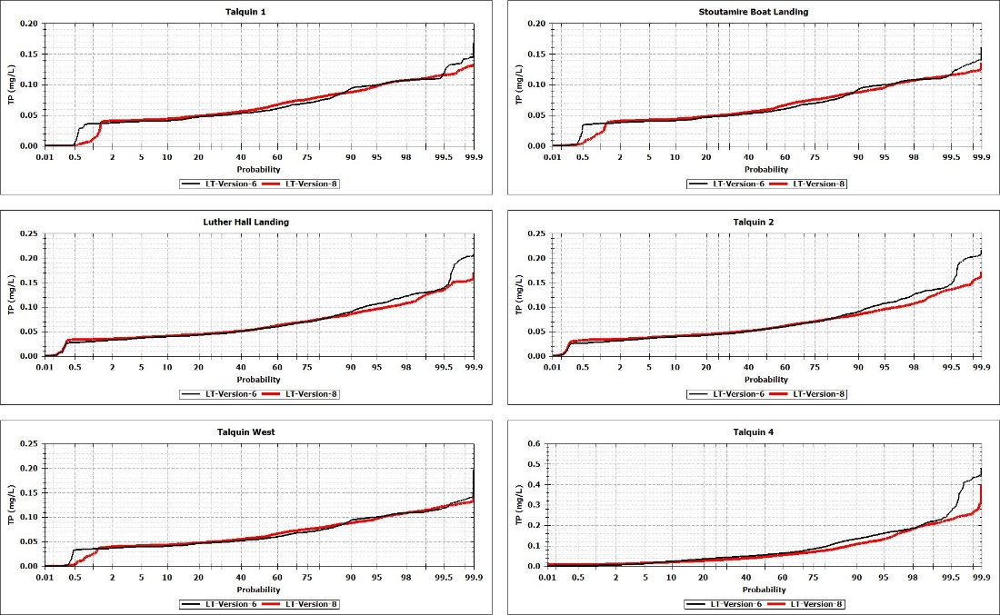 Talquin 1
TP (mg/L)
0.20
0.15
0.10
0.05
0.00
0.01 0.5 2 5 10 20 40 60 75 90 95 98 99.5 99.9
Probability
LT-Version-6 LT-Version-8
Stoutamire Boat Landing
TP (mg/L)
0.20
0.15
0.10
0.05
0.00
0.01 0.5 2 5 10 20 40 60 75 90 95 98 99.5 99.9
Probability
LT-Version-6 LT-Version-8
Luther Hall Landing
TP (mg/L)
0.25
0.20
0.15
0.10
0.05
0.00
0.01 0.5 2 5 10 20 40 60 75 90 95 98 99.5 99.9
Probability
LT-Version-6 LT-Version-8
Talquin 2
TP (mg/L)
0.25
0.20
0.15
0.10
0.05
0.00
0.01 0.5 2 5 10 20 40 60 75 90 95 98 99.5 99.9
Probability
LT-Version-6 LT-Version-8
Talquin West
TP (mg/L)
0.25
0.20
0.15
0.10
0.05
0.00
0.01 0.5 2 5 10 20 40 60 75 90 95 98 99.5 99.9
Probability
LT-Version-6 LT-Version-8
Talquin 4
TP (mg/L)
0.6
0.5
0.4
0.3
0.2
0.1
0.0
0.01 0.5 2 5 10 20 40 60 75 90 95 98 99.5 99.9
Probability
LT-Version-6 LT-Version-8